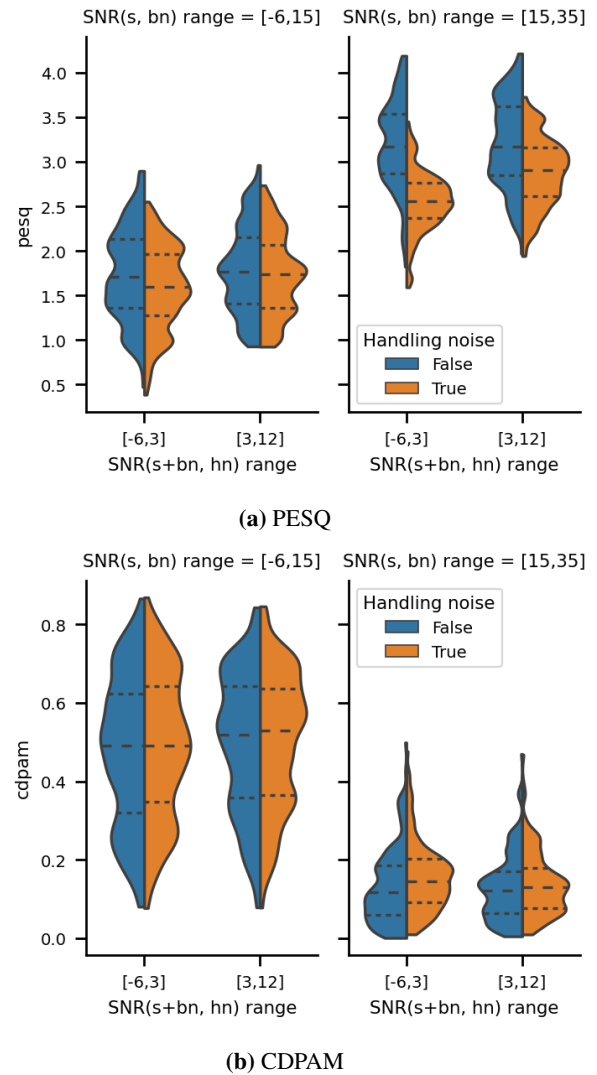 SNR(s, bn) range = [-6,15]
SNR(s, bn) range = [15,35]
4.0
3.5
3.0
2.5
2.0
1.5
1.0
0.5
pesq
Handling noise
False
True
[-6,3]
[3,12]
[-6,3]
[3,12]
SNR(s+bn, hn) range
SNR(s+bn, hn) range
(a) PESQ
SNR(s, bn) range = [-6,15]
SNR(s, bn) range = [15,35]
0.8
0.6
0.4
0.2
0.0
cdpam
Handling noise
False
True
[-6,3]
[3,12]
[-6,3]
[3,12]
SNR(s+bn, hn) range
SNR(s+bn, hn) range
(b) CDPAM